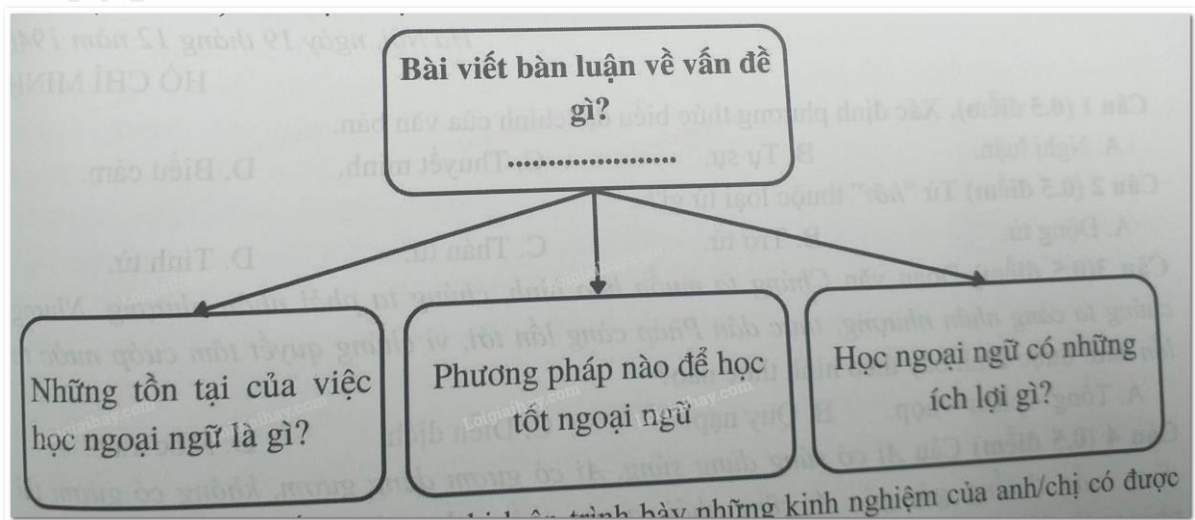 Bài viết bàn luận về vấn đề
gì?
........................
Những tồn tại của việc
học ngoại ngữ là gì?
Phương pháp nào để học
tốt ngoại ngữ
Học ngoại ngữ có những
ích lợi gì?
Loigiaihay.com
trình bày những kinh nghiệm của anh/chị có được